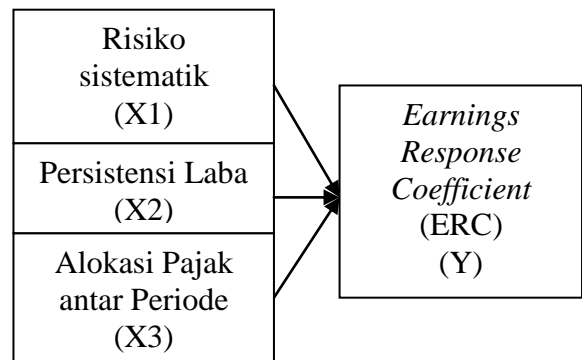 Risiko
sistematik
(X1)
Persistensi Laba
(X2)
Alokasi Pajak
antar Periode
(X3)
Earnings
Response
Coefficient
(ERC)
(Y)